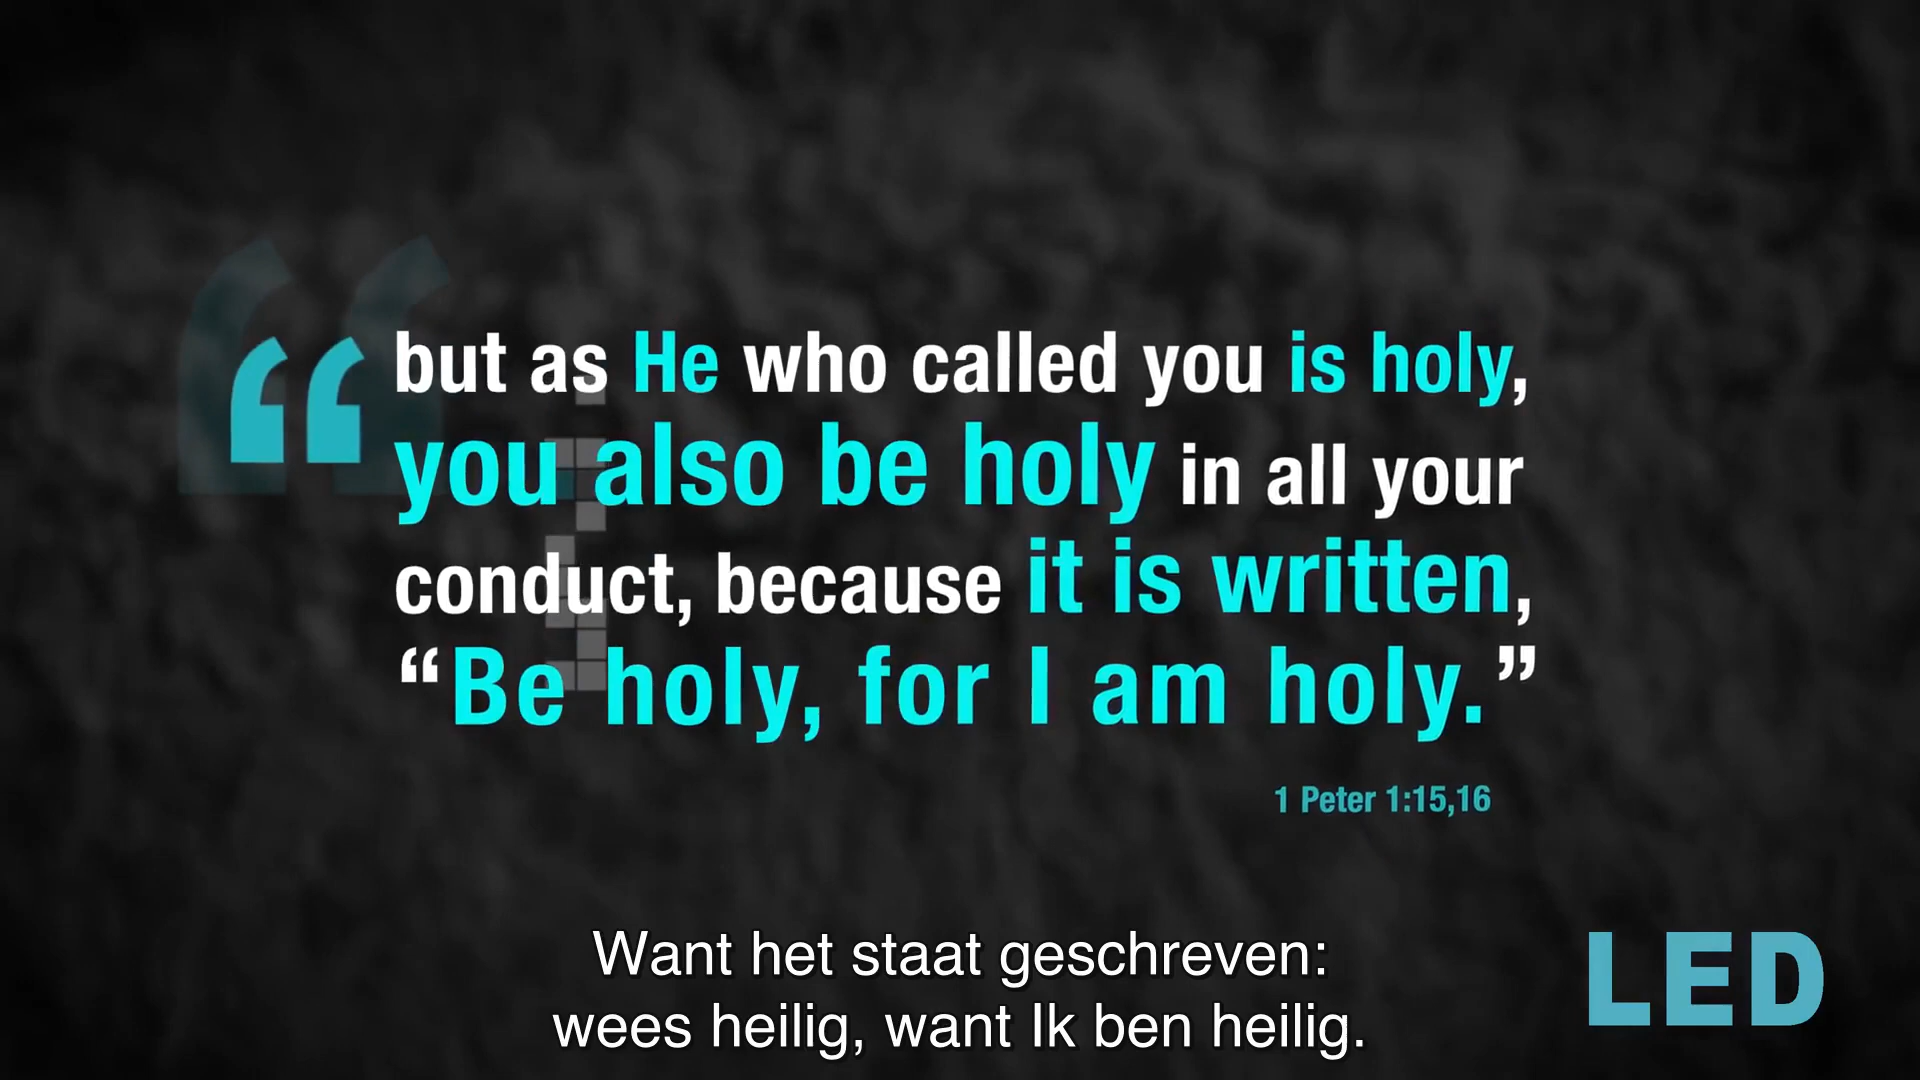 “but as He who called you is holy,
you also be holy in all your
conduct, because it is written,
“Be holy, for I am holy.”
1 Peter 1:15,16
LED
Want het staat geschreven:
wees heilig, want Ik ben heilig.